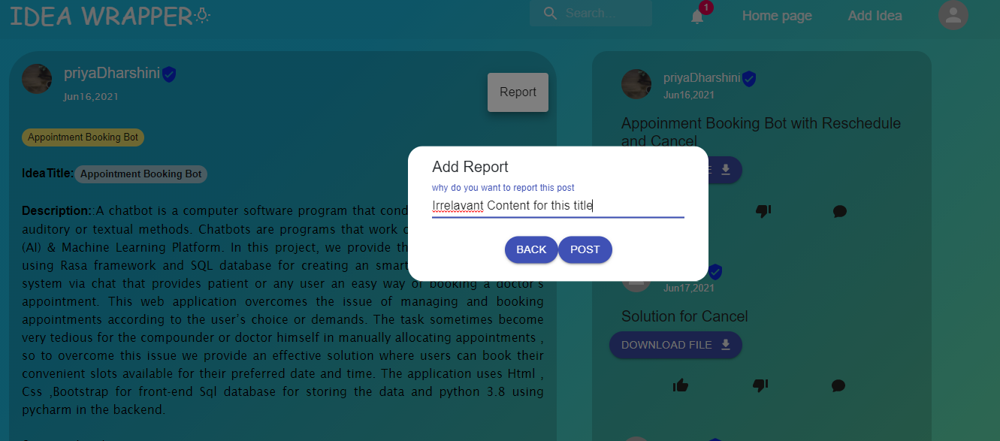 IDEA WRAPPER
Search...
1
Home page
Add Idea
priyaDharshini
Jun16,2021
Report
Appointment Booking Bot
IdeaTitle: Appointment Booking Bot
Description:.A chatbot is a computer software program that cond
auditory or textual methods. Chatbots are programs that work
(AI) & Machine Learning Platform. In this project, we provide
using Rasa framework and SQL database for creating an smart
system via chat that provides patient or any user an easy way of booking a doctor's
appointment. This web application overcomes the issue of managing and booking
appointments according to the user's choice or demands. The task sometimes become
very tedious for the compounder or doctor himself in manually allocating appointments ,
so to overcome this issue we provide an effective solution where users can book their
convenient slots available for their preferred date and time. The application uses Html ,
Css ,Bootstrap for front-end Sql database for storing the data and python 3.8 using
pycharm in the backend.
Add Report
why do you want to report this post
Irrelavant Content for this title
BACK
POST
priyaDharshini
Jun16,2021
Appoinment Booking Bot with Reschedule
and Cancel
Jun17,2021
Solution for Cancel
DOWNLOAD FILE